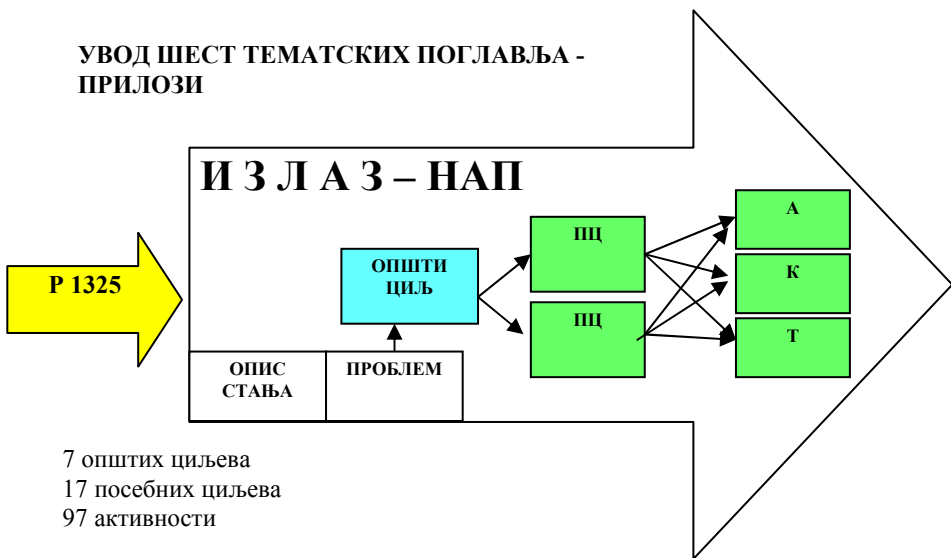 УВОД ШЕСТ ТЕМАТСКИХ ПОГЛАВЉА -
ПРИЛОЗИ
И З Л А З – НАП
Р 1325
ОПШТИ
ЦИЉ
ПЦ
ПЦ
А
К
Т
ОПИС
СТАЊА
ПРОБЛЕМ
7 општих циљева
17 посебних циљева
97 активности